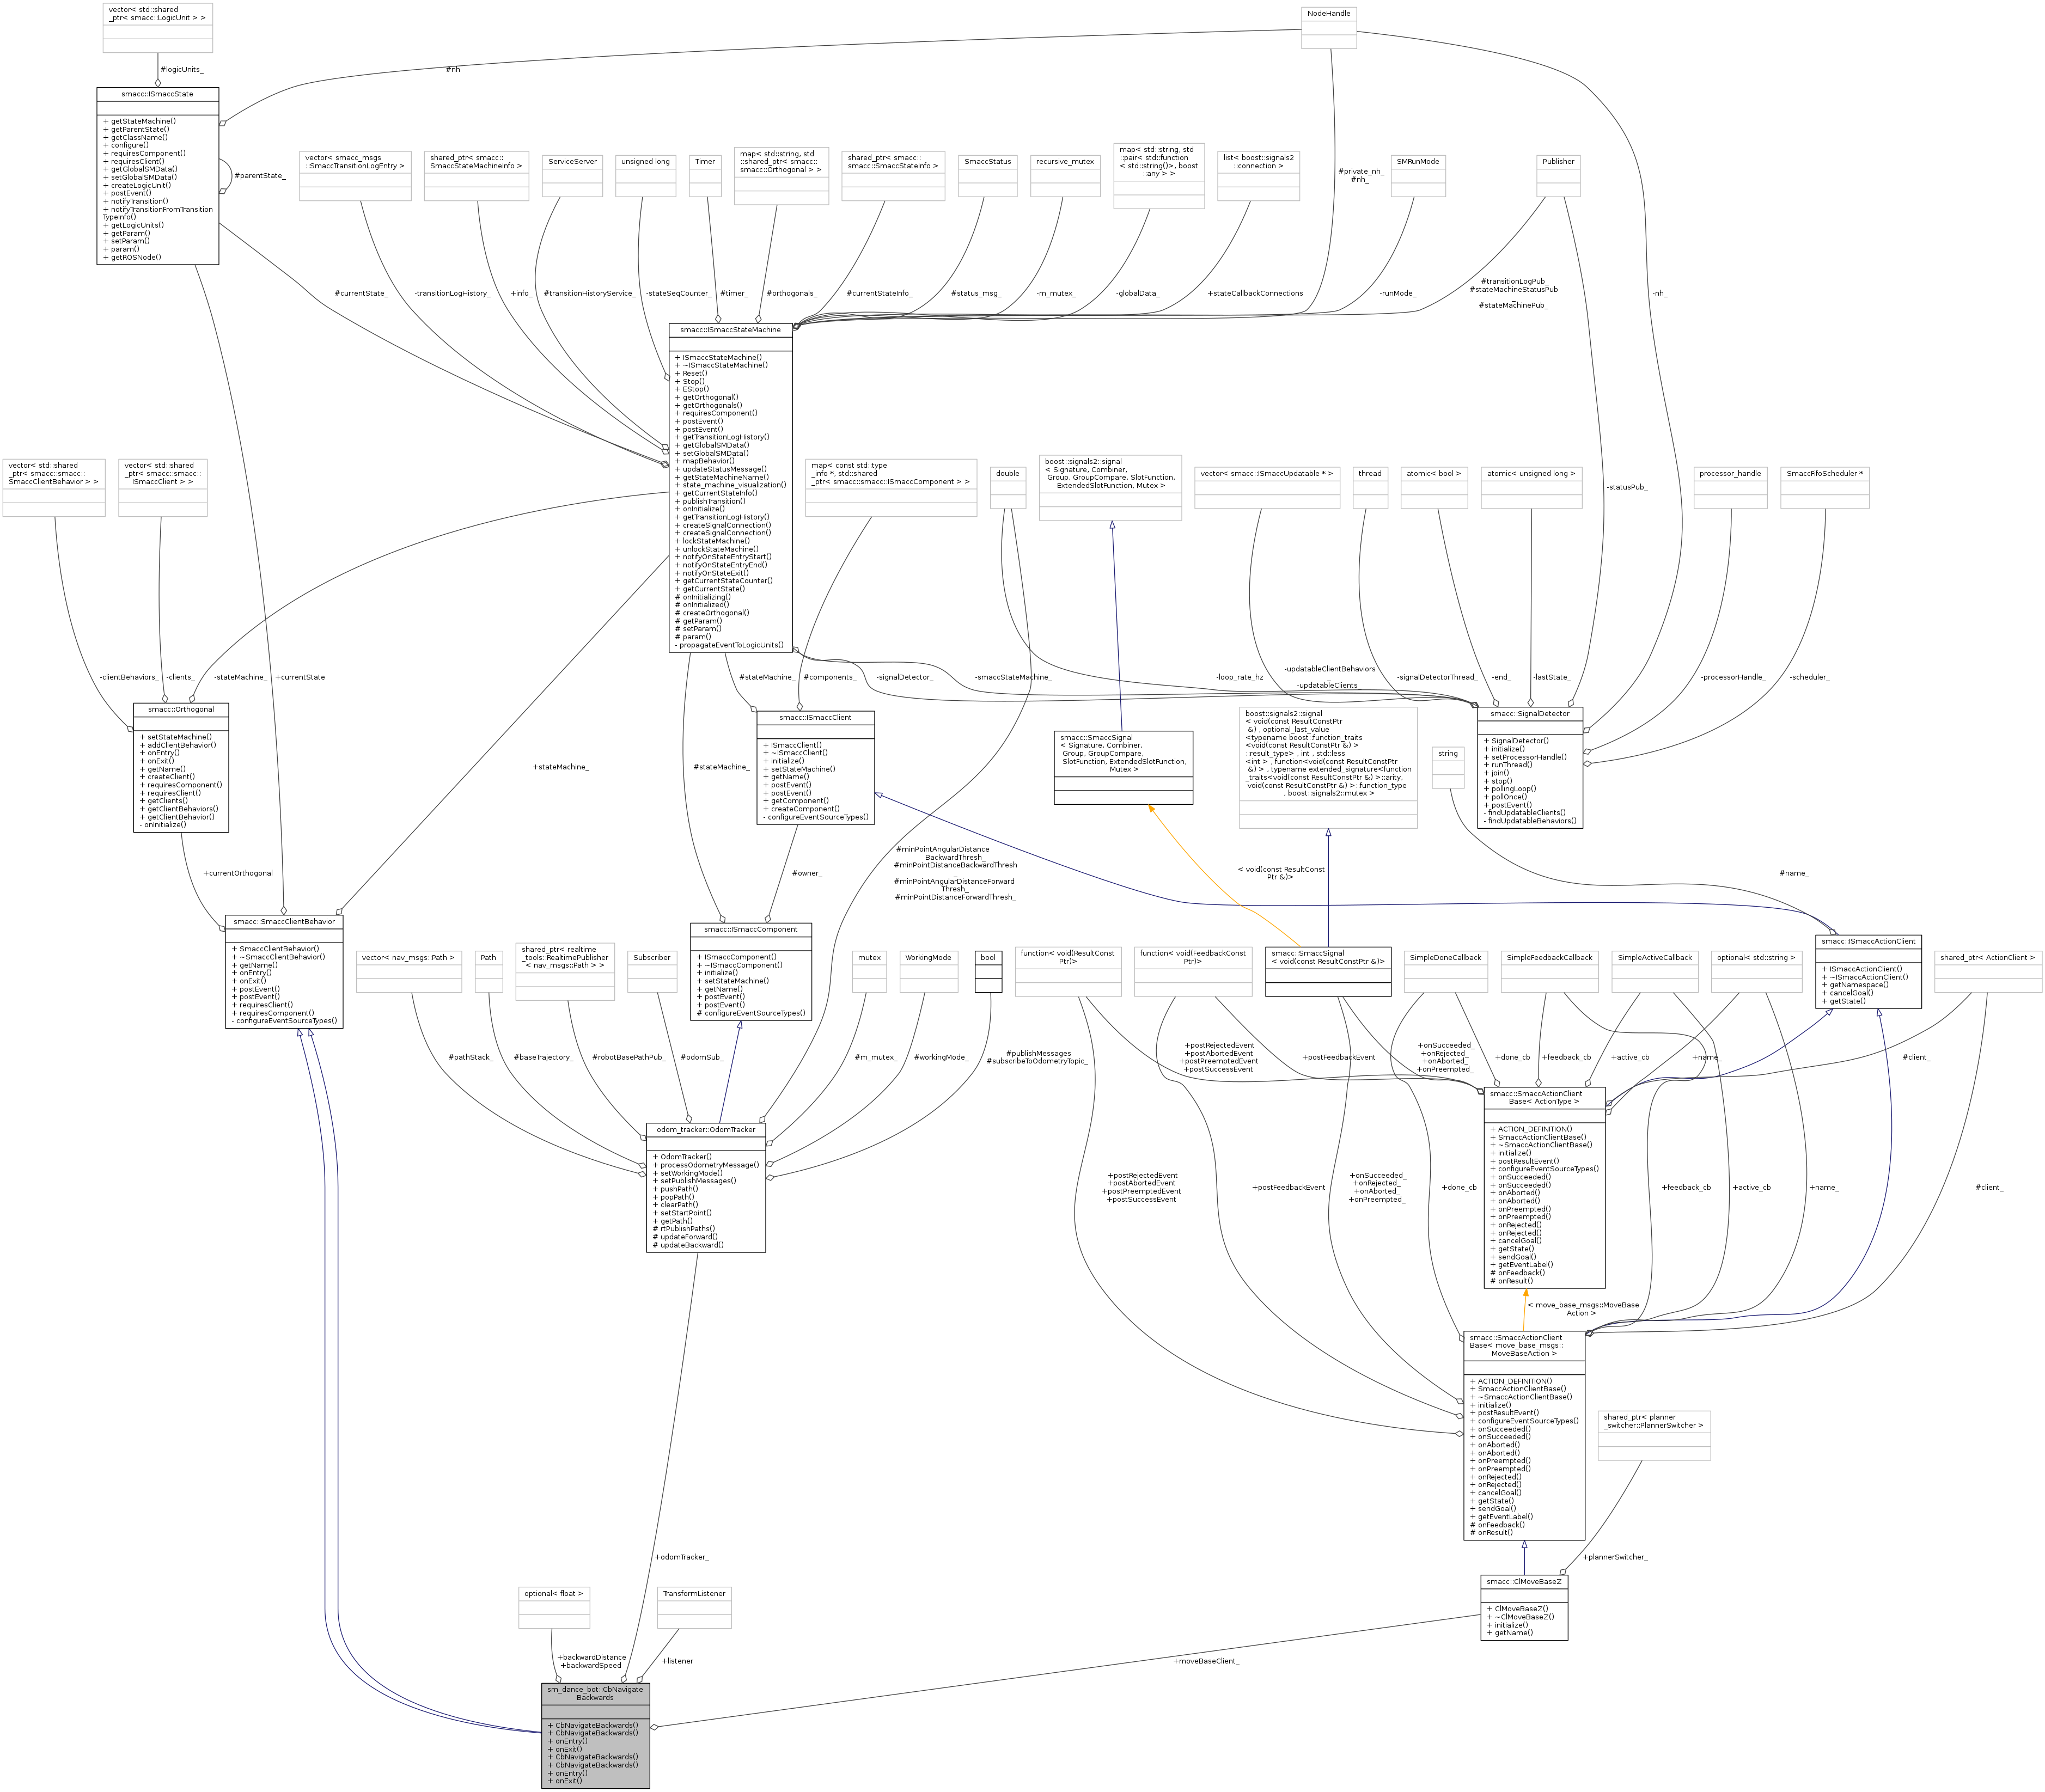 vector< std::shared
_ptr< smacc::LogicUnit > >
NodeHandle
#logicUnits_
#nh
smacc::ISmaccState
+ getStateMachine()
+ getParentState()
+ getClassName()
+ configure()
+ requiresComponent()
+ requiresClient()
+ getGlobalSMData()
+ setGlobalSMData()
+ createLogicUnit()
+ postEvent()
+ notifyTransition()
+ notifyTransitionFromTransition
TypeInfo()
+ getLogicUnits()
+ getParam()
+ setParam()
+ param()
+ getROSNode()
#parentState_
vector< smacc_msgs
::SmaccTransitionLogEntry >
shared_ptr< smacc::
SmaccStateMachineInfo >
ServiceServer
unsigned long
Timer
map< std::string, std
::shared_ptr< smacc::
smacc::Orthogonal > >
shared_ptr< smacc::
smacc::SmaccStateInfo >
SmaccStatus
recursive_mutex
map< std::string, std
::pair< std::function
< std::string()>, boost
::any > >
list< boost::signals2
::connection >
#private_nh_
#nh_
SMRunMode
Publisher
#currentState_
-transitionLogHistory_
+info_
#transitionHistoryService_
-stateSeqCounter_
#timer_
#orthogonals_
#currentStateInfo_
#status_msg_
-m_mutex_
-globalData_
+stateCallbackConnections
-runMode_
#transitionLogPub_
#stateMachineStatusPub
_
#stateMachinePub_
-nh_
smacc::ISmaccStateMachine
+ ISmaccStateMachine()
+ ~ISmaccStateMachine()
+ Reset()
+ Stop()
+ EStop()
+ getOrthogonal()
+ getOrthogonals()
+ requiresComponent()
+ postEvent()
+ postEvent()
+ getTransitionLogHistory()
+ getGlobalSMData()
+ setGlobalSMData()
+ mapBehavior()
+ updateStatusMessage()
+ getStateMachineName()
+ state_machine_visualization()
+ getCurrentStateInfo()
+ publishTransition()
+ onInitialize()
+ getTransitionLogHistory()
+ createSignalConnection()
+ createSignalConnection()
+ lockStateMachine()
+ unlockStateMachine()
+ notifyOnStateEntryStart()
+ notifyOnStateEntryEnd()
+ notifyOnStateExit()
+ getCurrentStateCounter()
+ getCurrentState()
# onInitializing()
# onInitialized()
# createOrthogonal()
# getParam()
# setParam()
# param()
- propagateEventToLogicUnits()
vector< std::shared
_ptr< smacc::smacc::
SmaccClientBehavior > >
vector< std::shared
_ptr< smacc::smacc::
ISmaccClient > >
map< const std::type
_info *, std::shared
_ptr< smacc::smacc::ISmaccComponent > >
double
boost::signals2::signal
< Signature, Combiner,
Group, GroupCompare, SlotFunction,
ExtendedSlotFunction, Mutex >
vector< smacc::ISmaccUpdatable * >
thread
atomic< bool >
atomic< unsigned long >
-statusPub_
processor_handle
SmaccFifoScheduler *
-clientBehaviors_
-clients_
-stateMachine_
+currentState
#stateMachine_
#components_
-signalDetector_
-smaccStateMachine_
-loop_rate_hz
-updatableClientBehaviors
_
-updatableClients_
-signalDetectorThread_
-end_
-lastState_
-processorHandle_
-scheduler_
smacc::Orthogonal
+ setStateMachine()
+ addClientBehavior()
+ onEntry()
+ onExit()
+ getName()
+ createClient()
+ requiresComponent()
+ requiresClient()
+ getClients()
+ getClientBehaviors()
+ getClientBehavior()
- onInitialize()
+stateMachine_
#stateMachine_
smacc::ISmaccClient
+ ISmaccClient()
+ ~ISmaccClient()
+ initialize()
+ setStateMachine()
+ getName()
+ postEvent()
+ postEvent()
+ getComponent()
+ createComponent()
- configureEventSourceTypes()
smacc::SmaccSignal
< Signature, Combiner,
Group, GroupCompare,
SlotFunction, ExtendedSlotFunction,
Mutex >
boost::signals2::signal
< void(const ResultConstPtr
&) , optional_last_value
<typename boost::function_traits
<void(const ResultConstPtr &) >
::result_type> , int , std::less
<int > , function<void(const ResultConstPtr
&) > , typename extended_signature<function
_traits<void(const ResultConstPtr &) >::arity,
void(const ResultConstPtr &) >::function_type
, boost::signals2::mutex >
string
smacc::SignalDetector
+ SignalDetector()
+ initialize()
+ setProcessorHandle()
+ runThread()
+ join()
+ stop()
+ pollingLoop()
+ pollOnce()
+ postEvent()
- findUpdatableClients()
- findUpdatableBehaviors()
+currentOrthogonal
#owner_
#minPointAngularDistance
BackwardThresh_
#minPointDistanceBackwardThresh
_
#minPointAngularDistanceForward
Thresh_
#minPointDistanceForwardThresh_
< void(const ResultConst
Ptr &)>
#name_
smacc::SmaccClientBehavior
+ SmaccClientBehavior()
+ ~SmaccClientBehavior()
+ getName()
+ onEntry()
+ onExit()
+ postEvent()
+ postEvent()
+ requiresClient()
+ requiresComponent()
- configureEventSourceTypes()
vector< nav_msgs::Path >
Path
shared_ptr< realtime
_tools::RealtimePublisher
< nav_msgs::Path > >
Subscriber
smacc::ISmaccComponent
+ ISmaccComponent()
+ ~ISmaccComponent()
+ initialize()
+ setStateMachine()
+ getName()
+ postEvent()
+ postEvent()
# configureEventSourceTypes()
mutex
WorkingMode
bool
function< void(ResultConst
Ptr)>
function< void(FeedbackConst
Ptr)>
smacc::SmaccSignal
< void(const ResultConstPtr &)>
SimpleDoneCallback
SimpleFeedbackCallback
SimpleActiveCallback
optional< std::string >
smacc::ISmaccActionClient
+ ISmaccActionClient()
+ ~ISmaccActionClient()
+ getNamespace()
+ cancelGoal()
+ getState()
shared_ptr< ActionClient >
#pathStack_
#baseTrajectory_
#robotBasePathPub_
#odomSub_
#m_mutex_
#workingMode_
#publishMessages
#subscribeToOdometryTopic_
+postRejectedEvent
+postAbortedEvent
+postPreemptedEvent
+postSuccessEvent
+postFeedbackEvent
+onSucceeded_
+onRejected_
+onAborted_
+onPreempted_
+done_cb
+feedback_cb
+active_cb
+name_
#client_
odom_tracker::OdomTracker
+ OdomTracker()
+ processOdometryMessage()
+ setWorkingMode()
+ setPublishMessages()
+ pushPath()
+ popPath()
+ clearPath()
+ setStartPoint()
+ getPath()
# rtPublishPaths()
# updateForward()
# updateBackward()
smacc::SmaccActionClient
Base< ActionType >
+ ACTION_DEFINITION()
+ SmaccActionClientBase()
+ ~SmaccActionClientBase()
+ initialize()
+ postResultEvent()
+ configureEventSourceTypes()
+ onSucceeded()
+ onSucceeded()
+ onAborted()
+ onAborted()
+ onPreempted()
+ onPreempted()
+ onRejected()
+ onRejected()
+ cancelGoal()
+ getState()
+ sendGoal()
+ getEventLabel()
# onFeedback()
# onResult()
+postRejectedEvent
+postAbortedEvent
+postPreemptedEvent
+postSuccessEvent
+postFeedbackEvent
+onSucceeded_
+onRejected_
+onAborted_
+onPreempted_
+done_cb
+feedback_cb
+active_cb
+name_
#client_
< move_base_msgs::MoveBase
Action >
smacc::SmaccActionClient
Base< move_base_msgs::
MoveBaseAction >
+ ACTION_DEFINITION()
+ SmaccActionClientBase()
+ ~SmaccActionClientBase()
+ initialize()
+ postResultEvent()
+ configureEventSourceTypes()
+ onSucceeded()
+ onSucceeded()
+ onAborted()
+ onAborted()
+ onPreempted()
+ onPreempted()
+ onRejected()
+ onRejected()
+ cancelGoal()
+ getState()
+ sendGoal()
+ getEventLabel()
# onFeedback()
# onResult()
shared_ptr< planner
_switcher::PlannerSwitcher >
+odomTracker_
+plannerSwitcher_
optional< float >
TransformListener
smacc::ClMoveBaseZ
+ ClMoveBaseZ()
+ ~ClMoveBaseZ()
+ initialize()
+ getName()
+backwardDistance
+backwardSpeed
+listener
+moveBaseClient_
sm_dance_bot::CbNavigate
Backwards
+ CbNavigateBackwards()
+ CbNavigateBackwards()
+ onEntry()
+ onExit()
+ CbNavigateBackwards()
+ CbNavigateBackwards()
+ onEntry()
+ onExit()